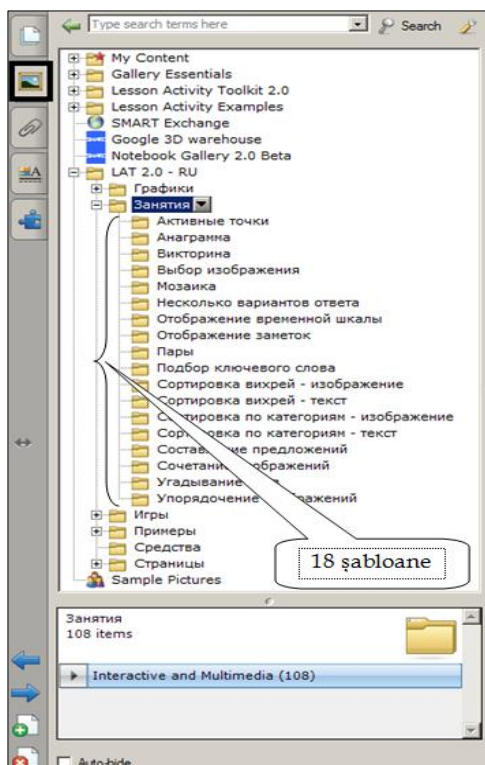 Type search terms here
Search
My Content
Gallery Essentials
Lesson Activity Toolkit 2.0
Lesson Activity Examples
SMART Exchange
Google 3D warehouse
Notebook Gallery 2.0 Beta
LAT 2.0 - RU
Графики
Занятия
Активные точки
Анаграмма
Викторина
Выбор изображения
Мозаика
Несколько вариантов ответа
Отображение временной шкалы
Отображение заметок
Пары
Подбор ключевого слова
Сортировка вихрей - изображение
Сортировка вихрей - текст
Сортировка по категориям - изображение
Сортировка по категориям - текст
предложений
Сочетание
Угадывание
Упорядочение
Игры
Примеры
Средства
Страницы
Sample Pictures
18 șabloane
Занятия
108 items
Interactive and Multimedia (108)
Auto-hide